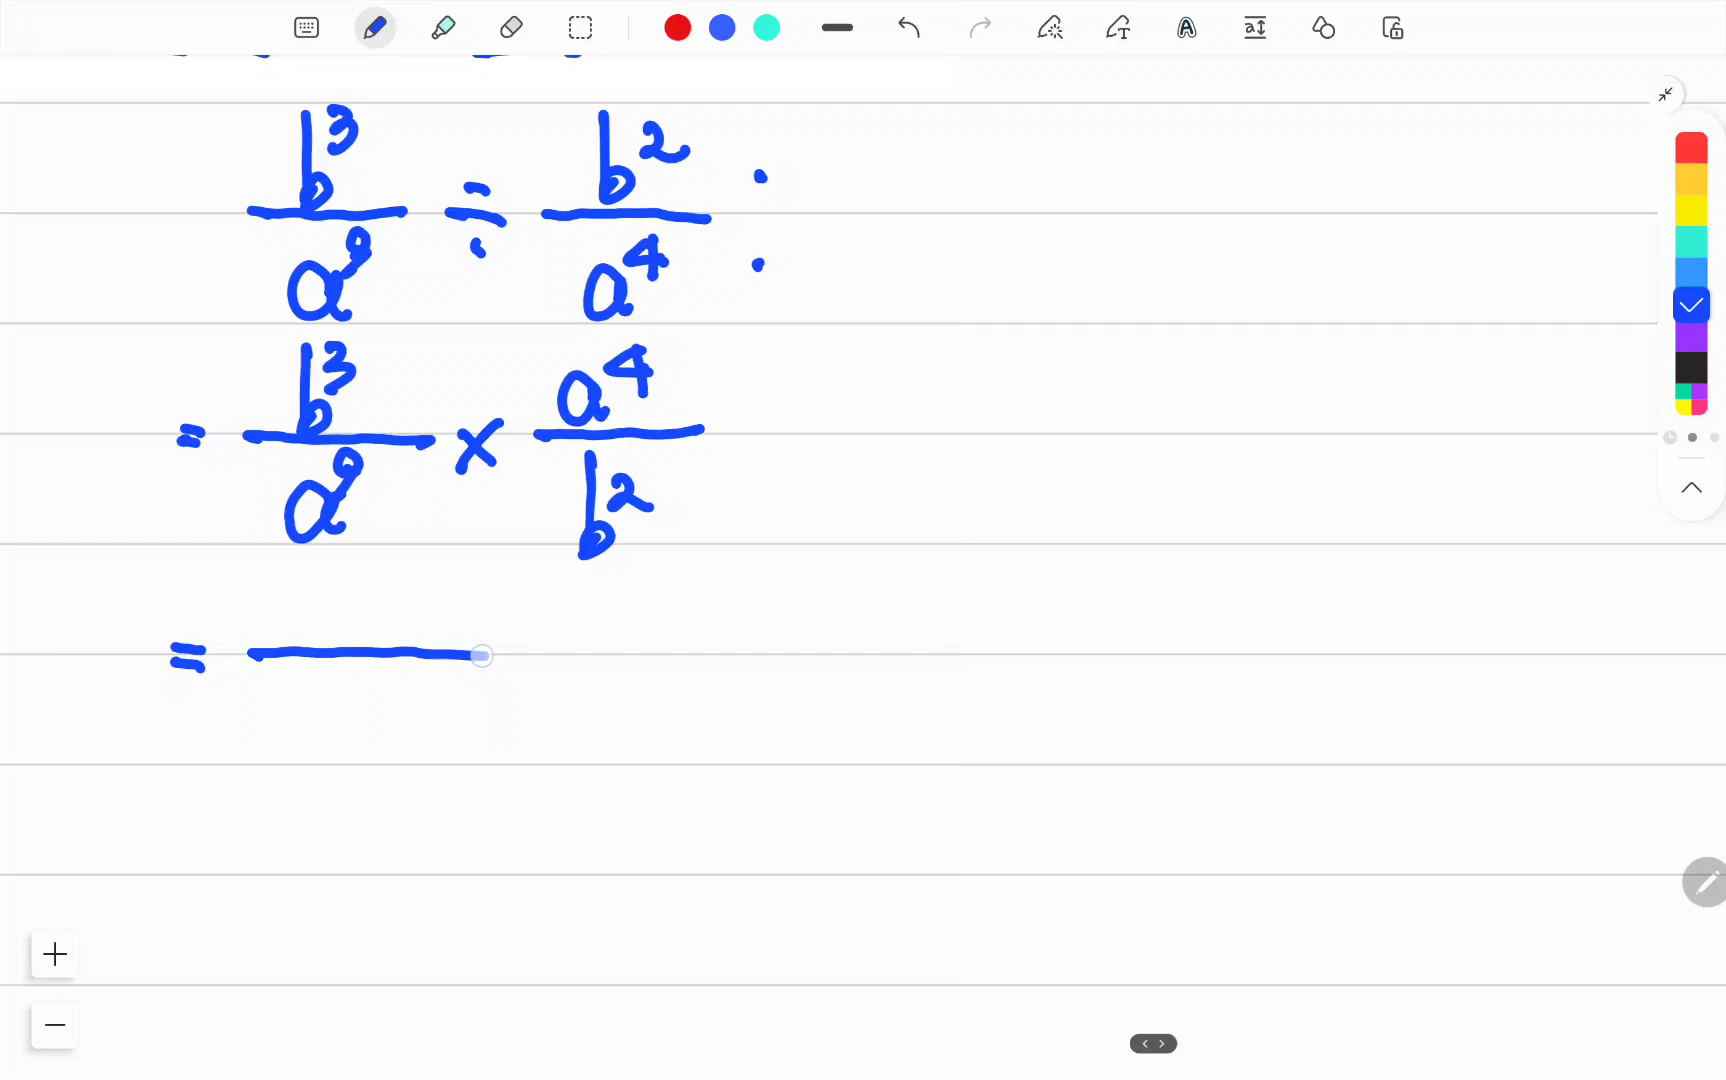 b³/a⁹ ÷ b²/a⁴ :
= b³/a⁹ × a⁴/b²
=